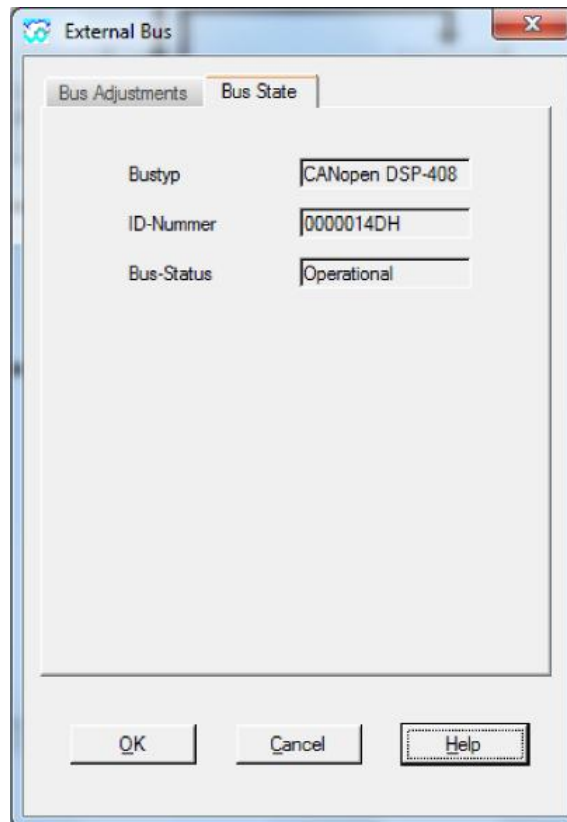 External Bus
Bus Adjustments Bus State
Bustyp CANopen DSP-408
ID-Nummer 0000014DH
Bus-Status Operational
OK Cancel Help